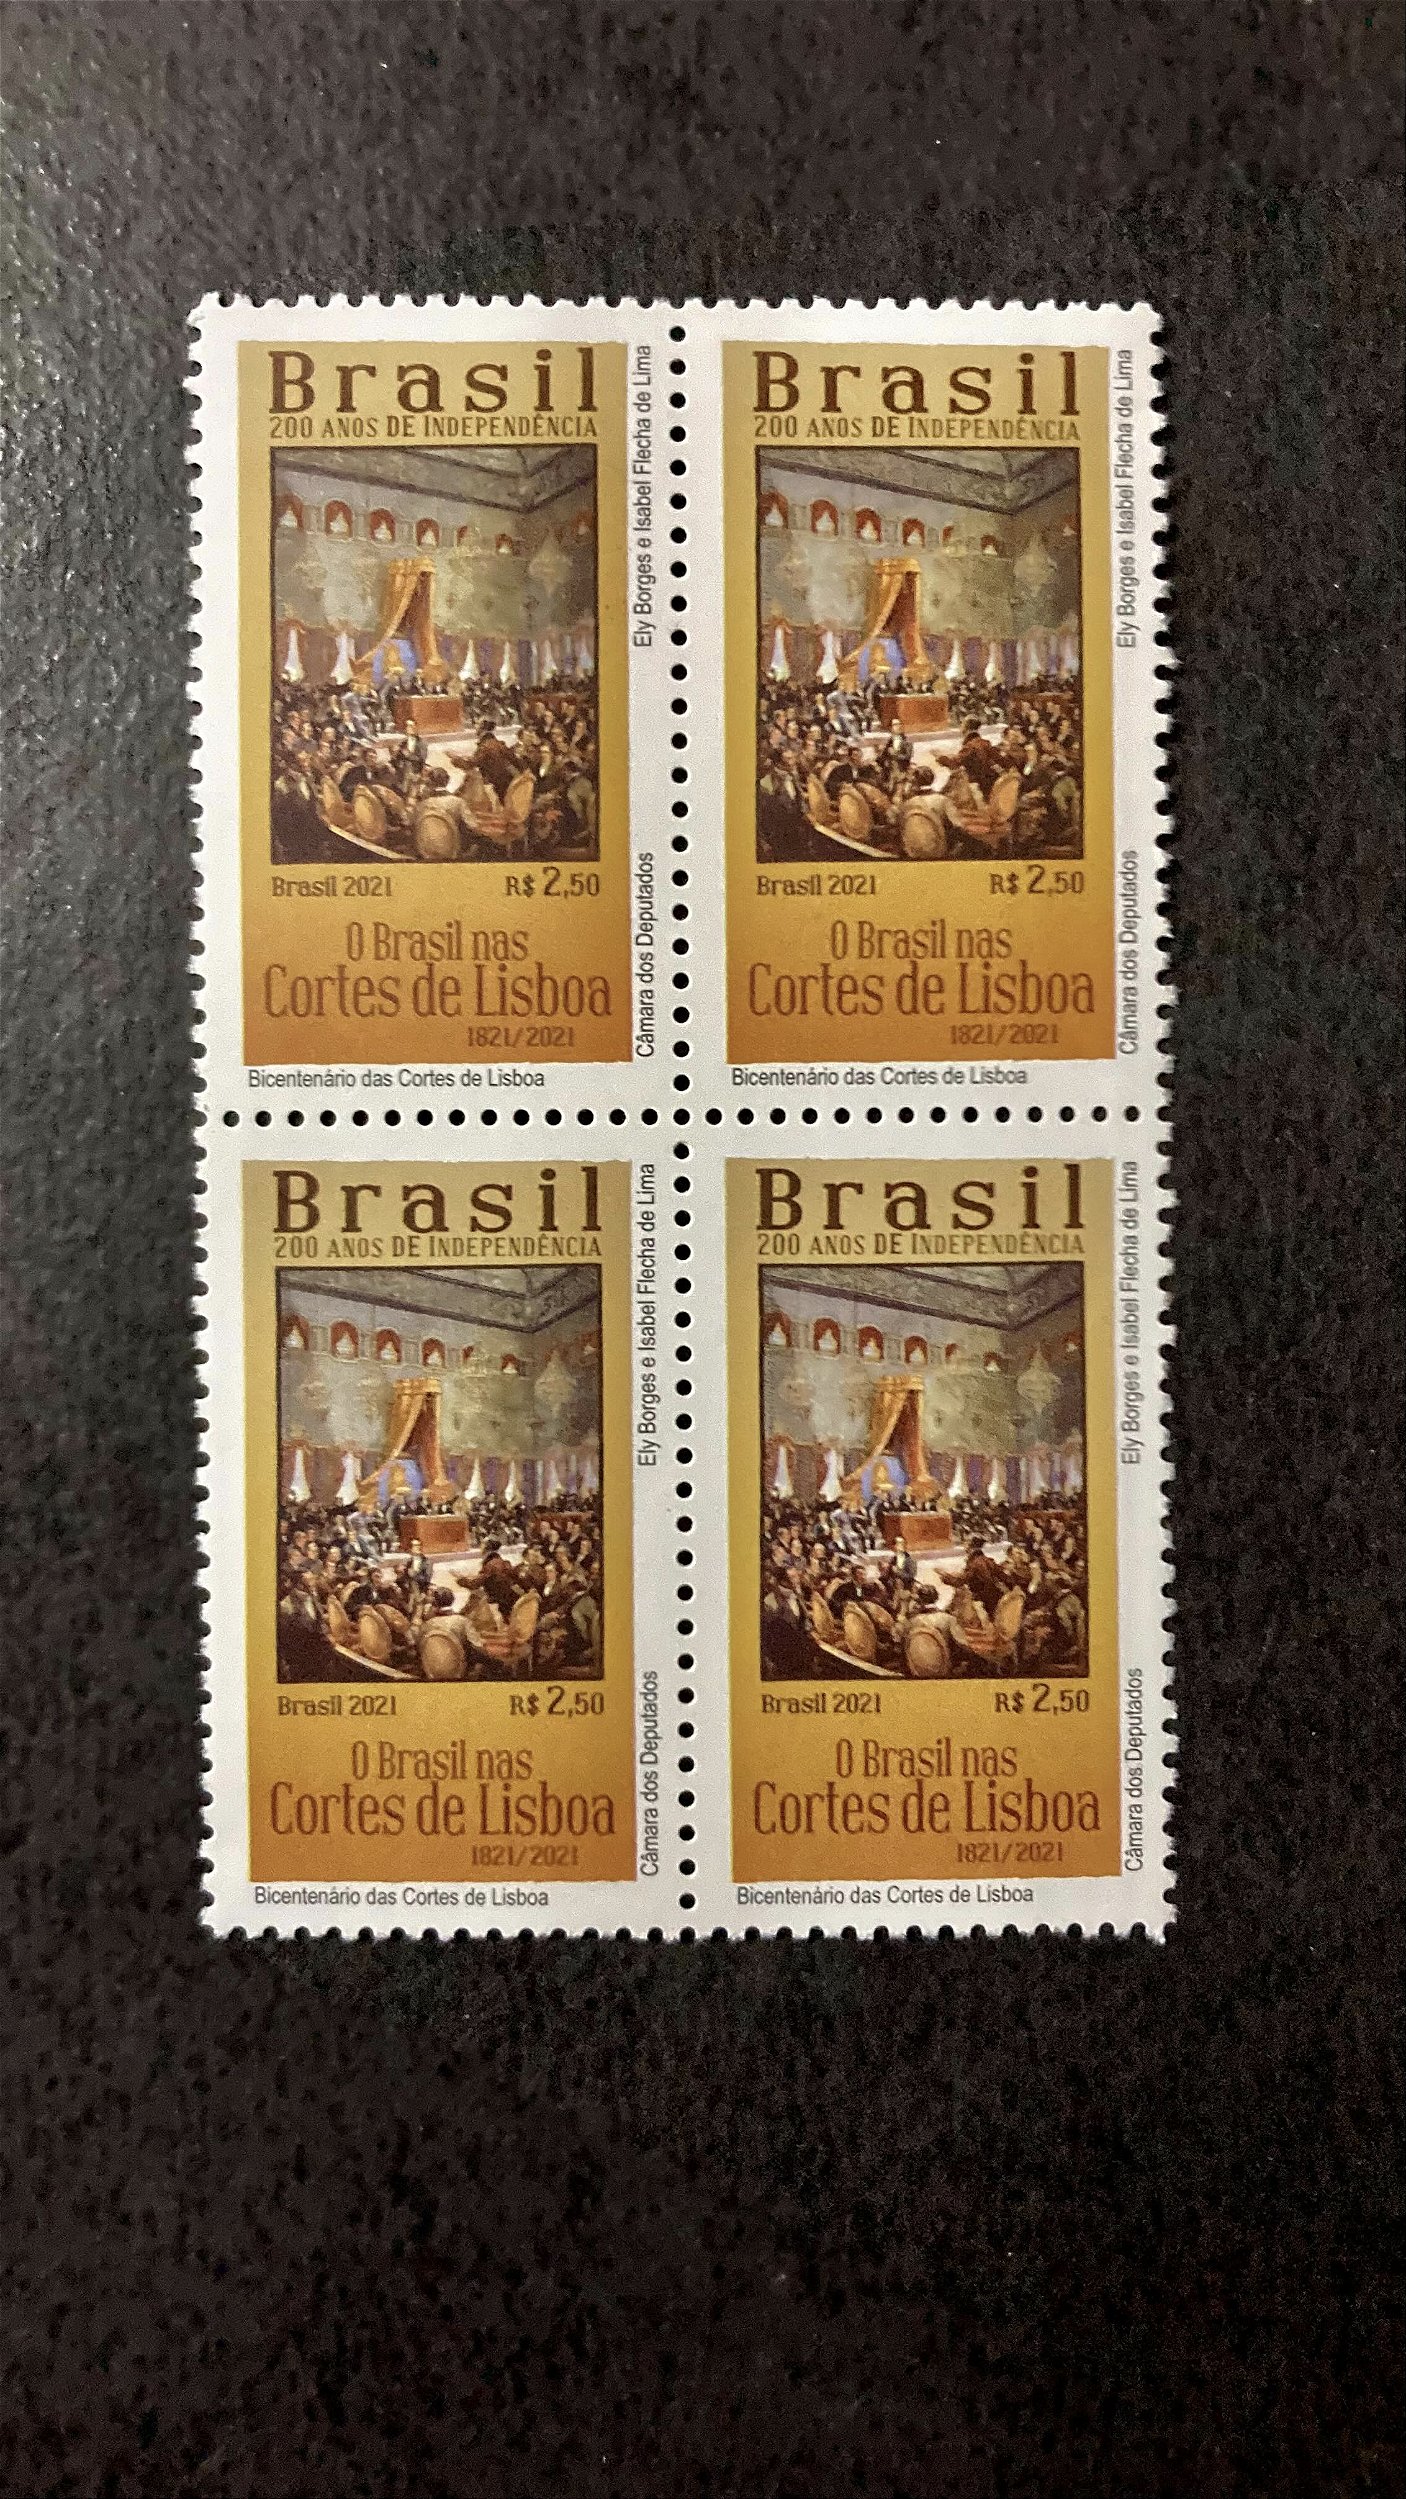 Brasil
200 ANOS DE INDEPENDÊNCIA
Brasil 2021 R$ 2,50
O Brasil nas
Cortes de Lisboa
1821/2021
Bicentenário das Cortes de Lisboa
Ely Borges e Isabel Flecha de Lima
Câmara dos Deputados
Brasil
200 ANOS DE INDEPENDÊNCIA
Brasil 2021 R$ 2,50
O Brasil nas
Cortes de Lisboa
1821/2021
Bicentenário das Cortes de Lisboa
Ely Borges e Isabel Flecha de Lima
Câmara dos Deputados
Brasil
200 ANOS DE INDEPENDÊNCIA
Brasil 2021 R$ 2,50
O Brasil nas
Cortes de Lisboa
1821/2021
Bicentenário das Cortes de Lisboa
Ely Borges e Isabel Flecha de Lima
Câmara dos Deputados
Brasil
200 ANOS DE INDEPENDÊNCIA
Brasil 2021 R$ 2,50
O Brasil nas
Cortes de Lisboa
1821/2021
Bicentenário das Cortes de Lisboa
Ely Borges e Isabel Flecha de Lima
Câmara dos Deputados